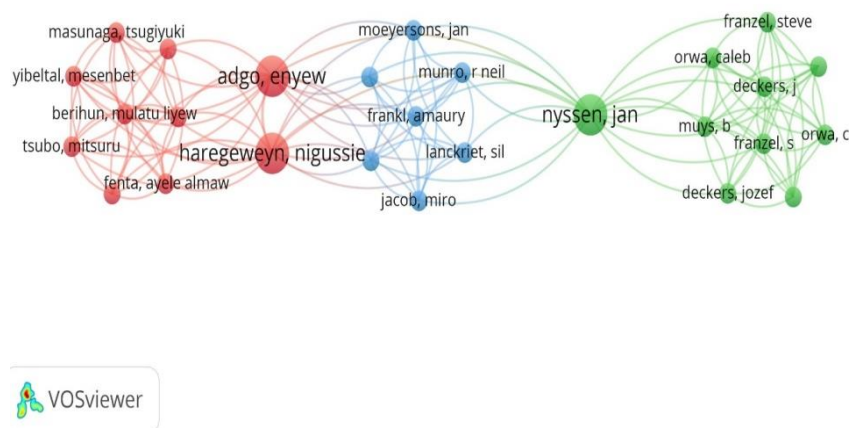 masunaga, tsugiyuki
yibeltal, mesenbet
berihun, mulatu liyew
tsubo, mitsuru
fenta, ayele almaw
adgo, enyew
haregeweyn, nigussie
moeyersons, jan
munro, r neil
frankl, amaury
lanckriet, sil
jacob, miro
nyssen, jan
franzel, steve
orwa, caleb
deckers, j
muys, b
orwa, c
franzel, s
deckers, jozef
VOSviewer